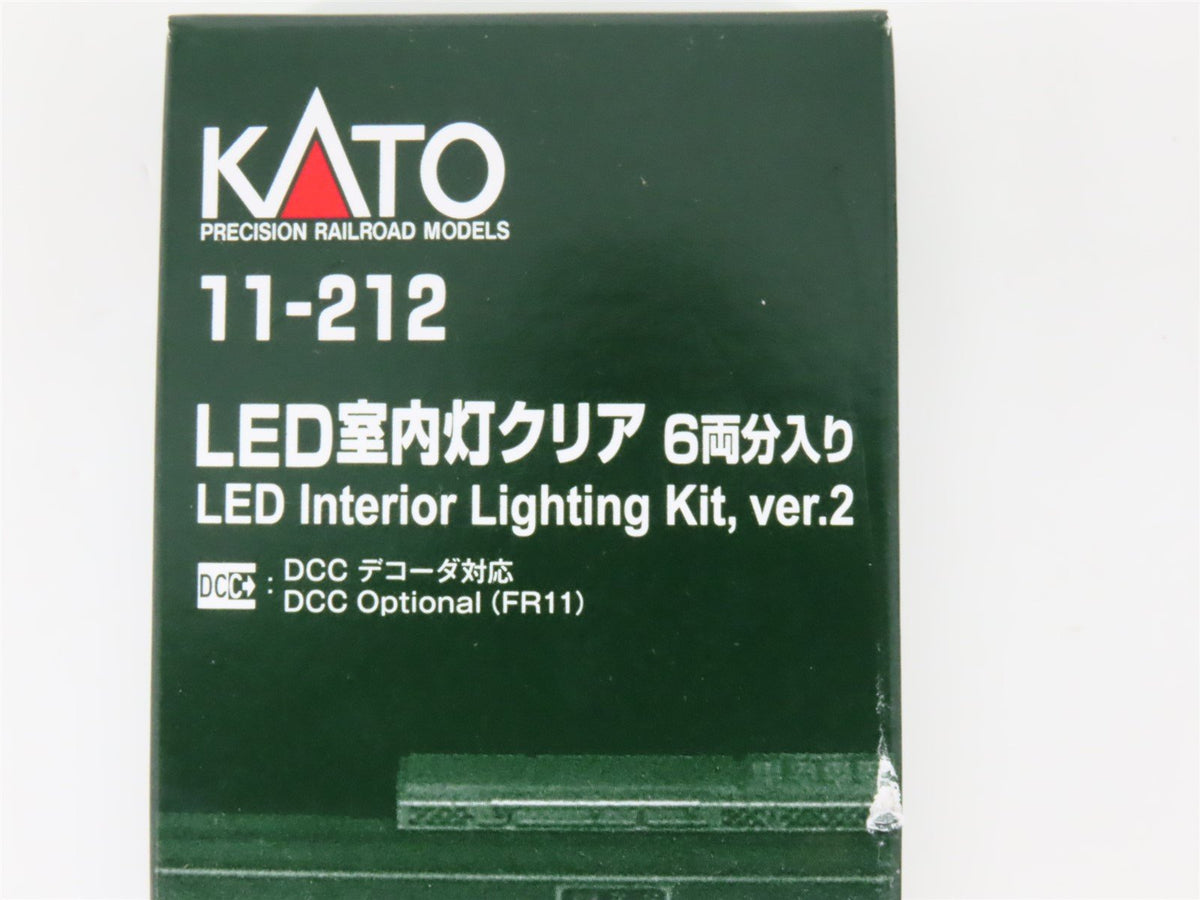 KATO
PRECISION RAILROAD MODELS
11-212
LED室内灯クリア 6両分入り
LED Interior Lighting Kit, ver.2
DCC : DCC デコーダ対応
DCC Optional (FR11)